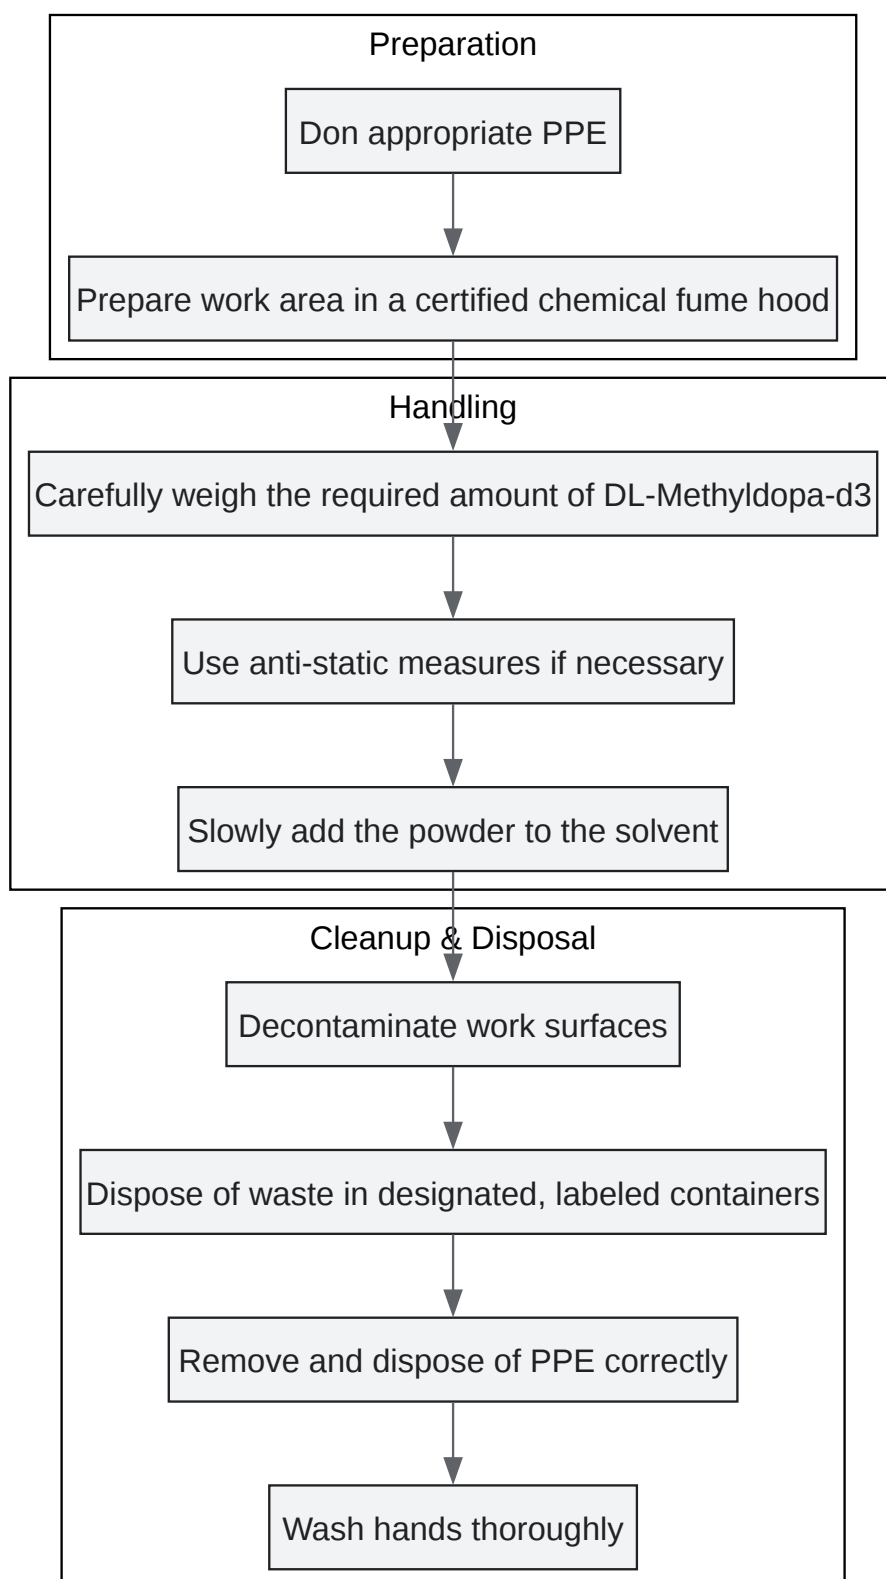 Preparation
Don appropriate PPE
Prepare work area in a certified chemical fume hood
Handling
Carefully weigh the required amount of DL-Methyldopa-d3
Use anti-static measures if necessary
Slowly add the powder to the solvent
Cleanup & Disposal
Decontaminate work surfaces
Dispose of waste in designated, labeled containers
Remove and dispose of PPE correctly
Wash hands thoroughly